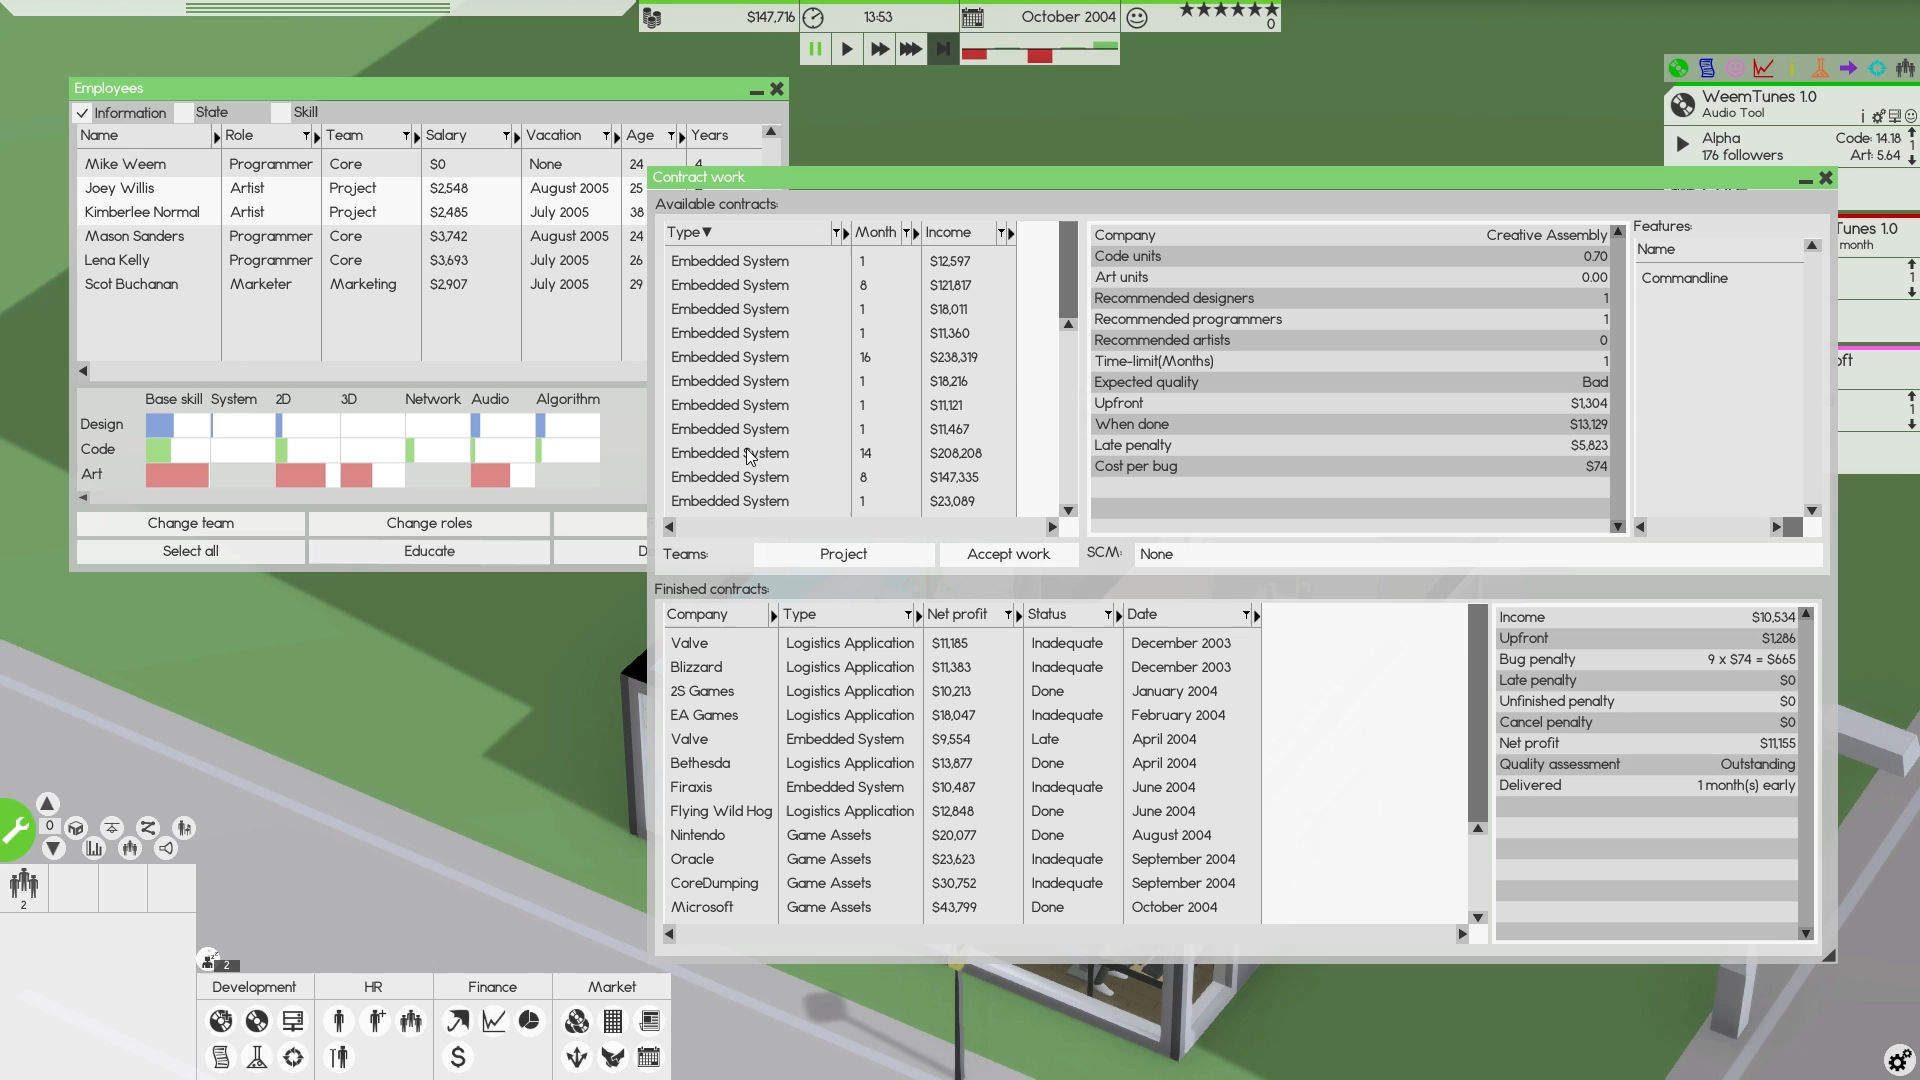 $147,716
13:53
October 2004
★★★★★★
0
Employees
Information State Skill
Name Role Team Salary Vacation Age Years
Mike Weem Programmer Core $0 None 24 4
Joey Willis Artist Project $2,548 August 2005 25
Kimberlee Normal Artist Project $2,485 July 2005 38
Mason Sanders Programmer Core $3,742 August 2005 24
Lena Kelly Programmer Core $3,693 July 2005 26
Scot Buchanan Marketer Marketing $2,907 July 2005 29
Base skill System 2D 3D Network Audio Algorithm
Design
Code
Art
Change team Change roles
Select all Educate D
WeemTunes 1.0
Audio Tool
Alpha Code: 14.18
176 followers Art: 5.64
1
Tunes 1.0
month
1
oft
1
Contract work
Available contracts:
Type▼ Month Income
Embedded System 1 $12,597
Embedded System 8 $121,817
Embedded System 1 $18,011
Embedded System 1 $11,360
Embedded System 16 $238,319
Embedded System 1 $18,216
Embedded System 1 $11,121
Embedded System 1 $11,467
Embedded System 14 $208,208
Embedded System 8 $147,335
Embedded System 1 $23,089
Company Creative Assembly
Code units 0.70
Art units 0.00
Recommended designers 1
Recommended programmers 1
Recommended artists 0
Time-limit(Months) 1
Expected quality Bad
Upfront $1,304
When done $13,129
Late penalty $5,823
Cost per bug $74
Features:
Name
Commandline
Teams: Project Accept work SCM: None
Finished contracts:
Company Type Net profit Status Date
Valve Logistics Application $11,185 Inadequate December 2003
Blizzard Logistics Application $11,383 Inadequate December 2003
2S Games Logistics Application $10,213 Done January 2004
EA Games Logistics Application $18,047 Inadequate February 2004
Valve Embedded System $9,554 Late April 2004
Bethesda Logistics Application $13,877 Done April 2004
Firaxis Embedded System $10,487 Inadequate June 2004
Flying Wild Hog Logistics Application $12,848 Done June 2004
Nintendo Game Assets $20,077 Done August 2004
Oracle Game Assets $23,623 Inadequate September 2004
CoreDumping Game Assets $30,752 Inadequate September 2004
Microsoft Game Assets $43,799 Done October 2004
Income $10,534
Upfront $1,286
Bug penalty 9 x $74 = $665
Late penalty $0
Unfinished penalty $0
Cancel penalty $0
Net profit $11,155
Quality assessment Outstanding
Delivered 1 month(s) early
0
2
2
Development HR Finance Market